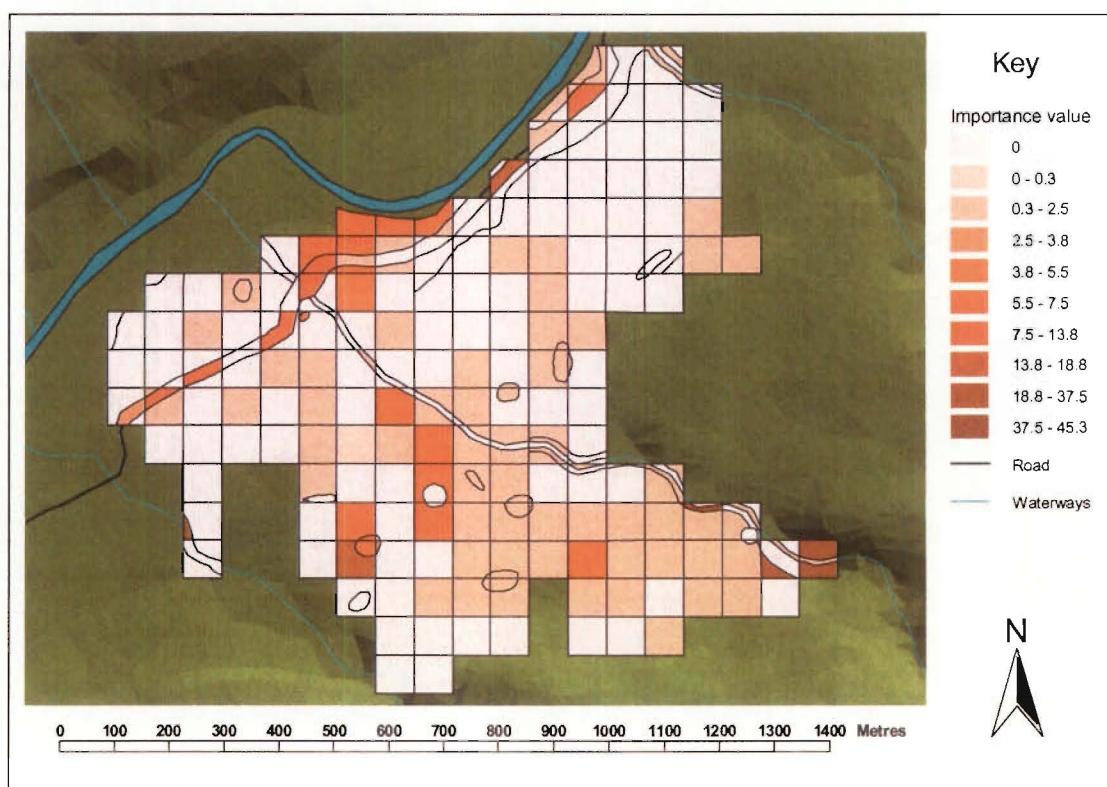 Key
Importance value
0
0 - 0.3
0.3 - 2.5
2.5 - 3.8
3.8 - 5.5
5.5 - 7.5
7.5 - 13.8
13.8 - 18.8
18.8 - 37.5
37.5 - 45.3
Road
Waterways
N
0 100 200 300 400 500 600 700 800 900 1000 1100 1200 1300 1400 Metres